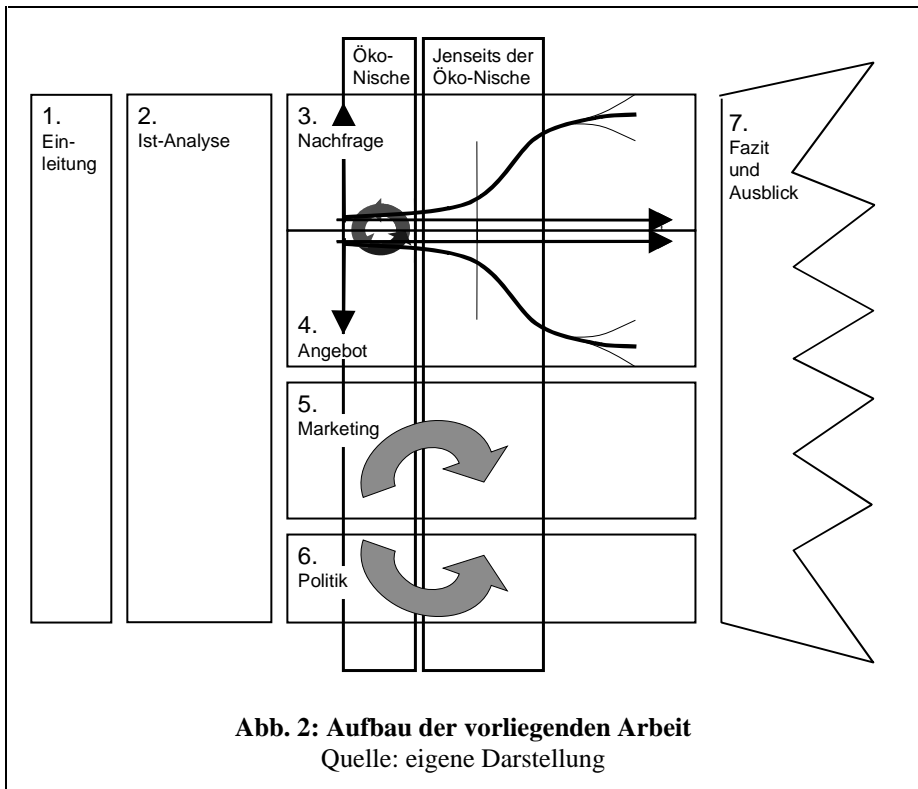 Öko-
Nische
Jenseits der
Öko-Nische
1.
Ein-
leitung
2.
Ist-Analyse
3.
Nachfrage
4.
Angebot
5.
Marketing
6.
Politik
7.
Fazit
und
Ausblick
Abb. 2: Aufbau der vorliegenden Arbeit
Quelle: eigene Darstellung